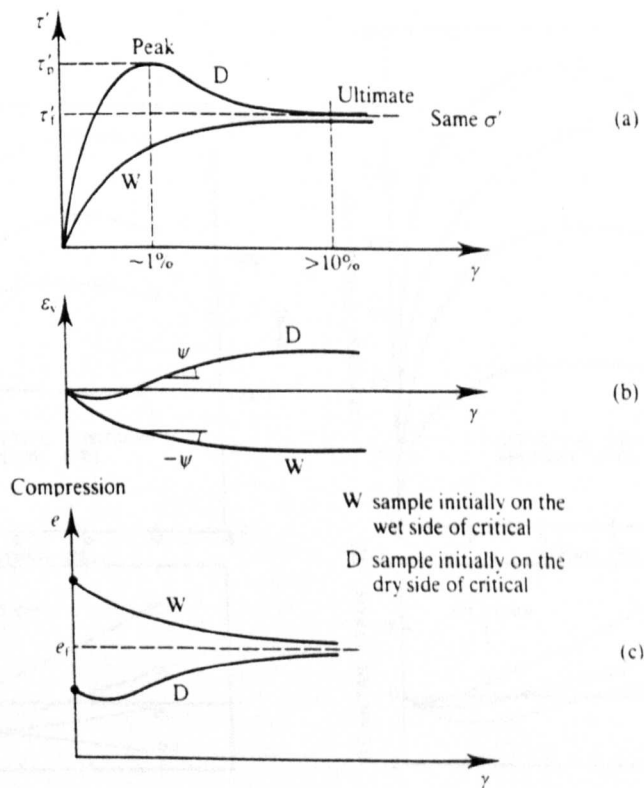 τ'
Peak
τ'p
D
Ultimate
τ'f
Same σ'
(a)
W
~1%
>10%
γ
εv
D
ψ
γ
(b)
−ψ
W
Compression
e
W sample initially on the
wet side of critical
D sample initially on the
dry side of critical
W
ef
(c)
D
γ